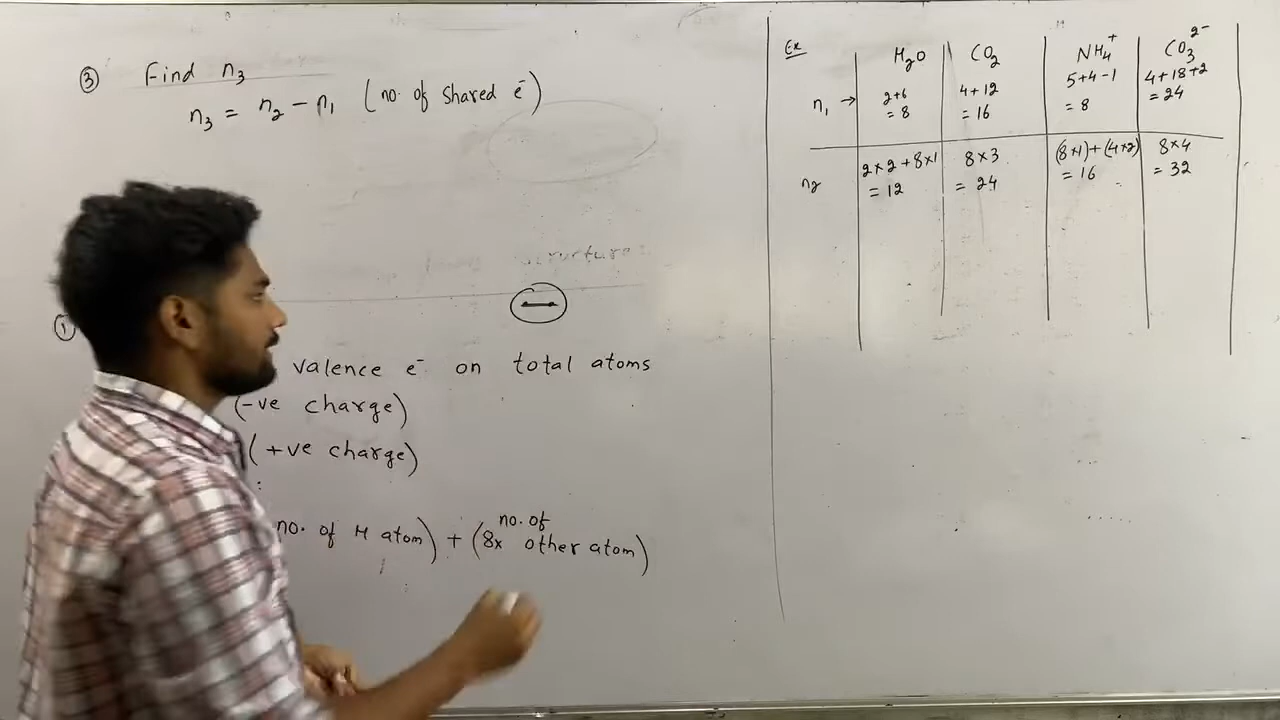 ③ Find n₃
n₃ = n₂ − n₁ (no. of shared e⁻)
①
valence e⁻ on total atoms
(-ve charge)
(+ve charge)
no. of H atom) + (8x no. of other atom)
Ex H₂O CO₂ NH₄⁺ CO₃²⁻
n₁ → 2+6 4+12 5+4-1 4+18+2
= 8 = 16 = 8 = 24
n₂ 2×2+8×1 8×3 (8×1)+(4×2) 8×4
= 12 = 24 = 16 = 32